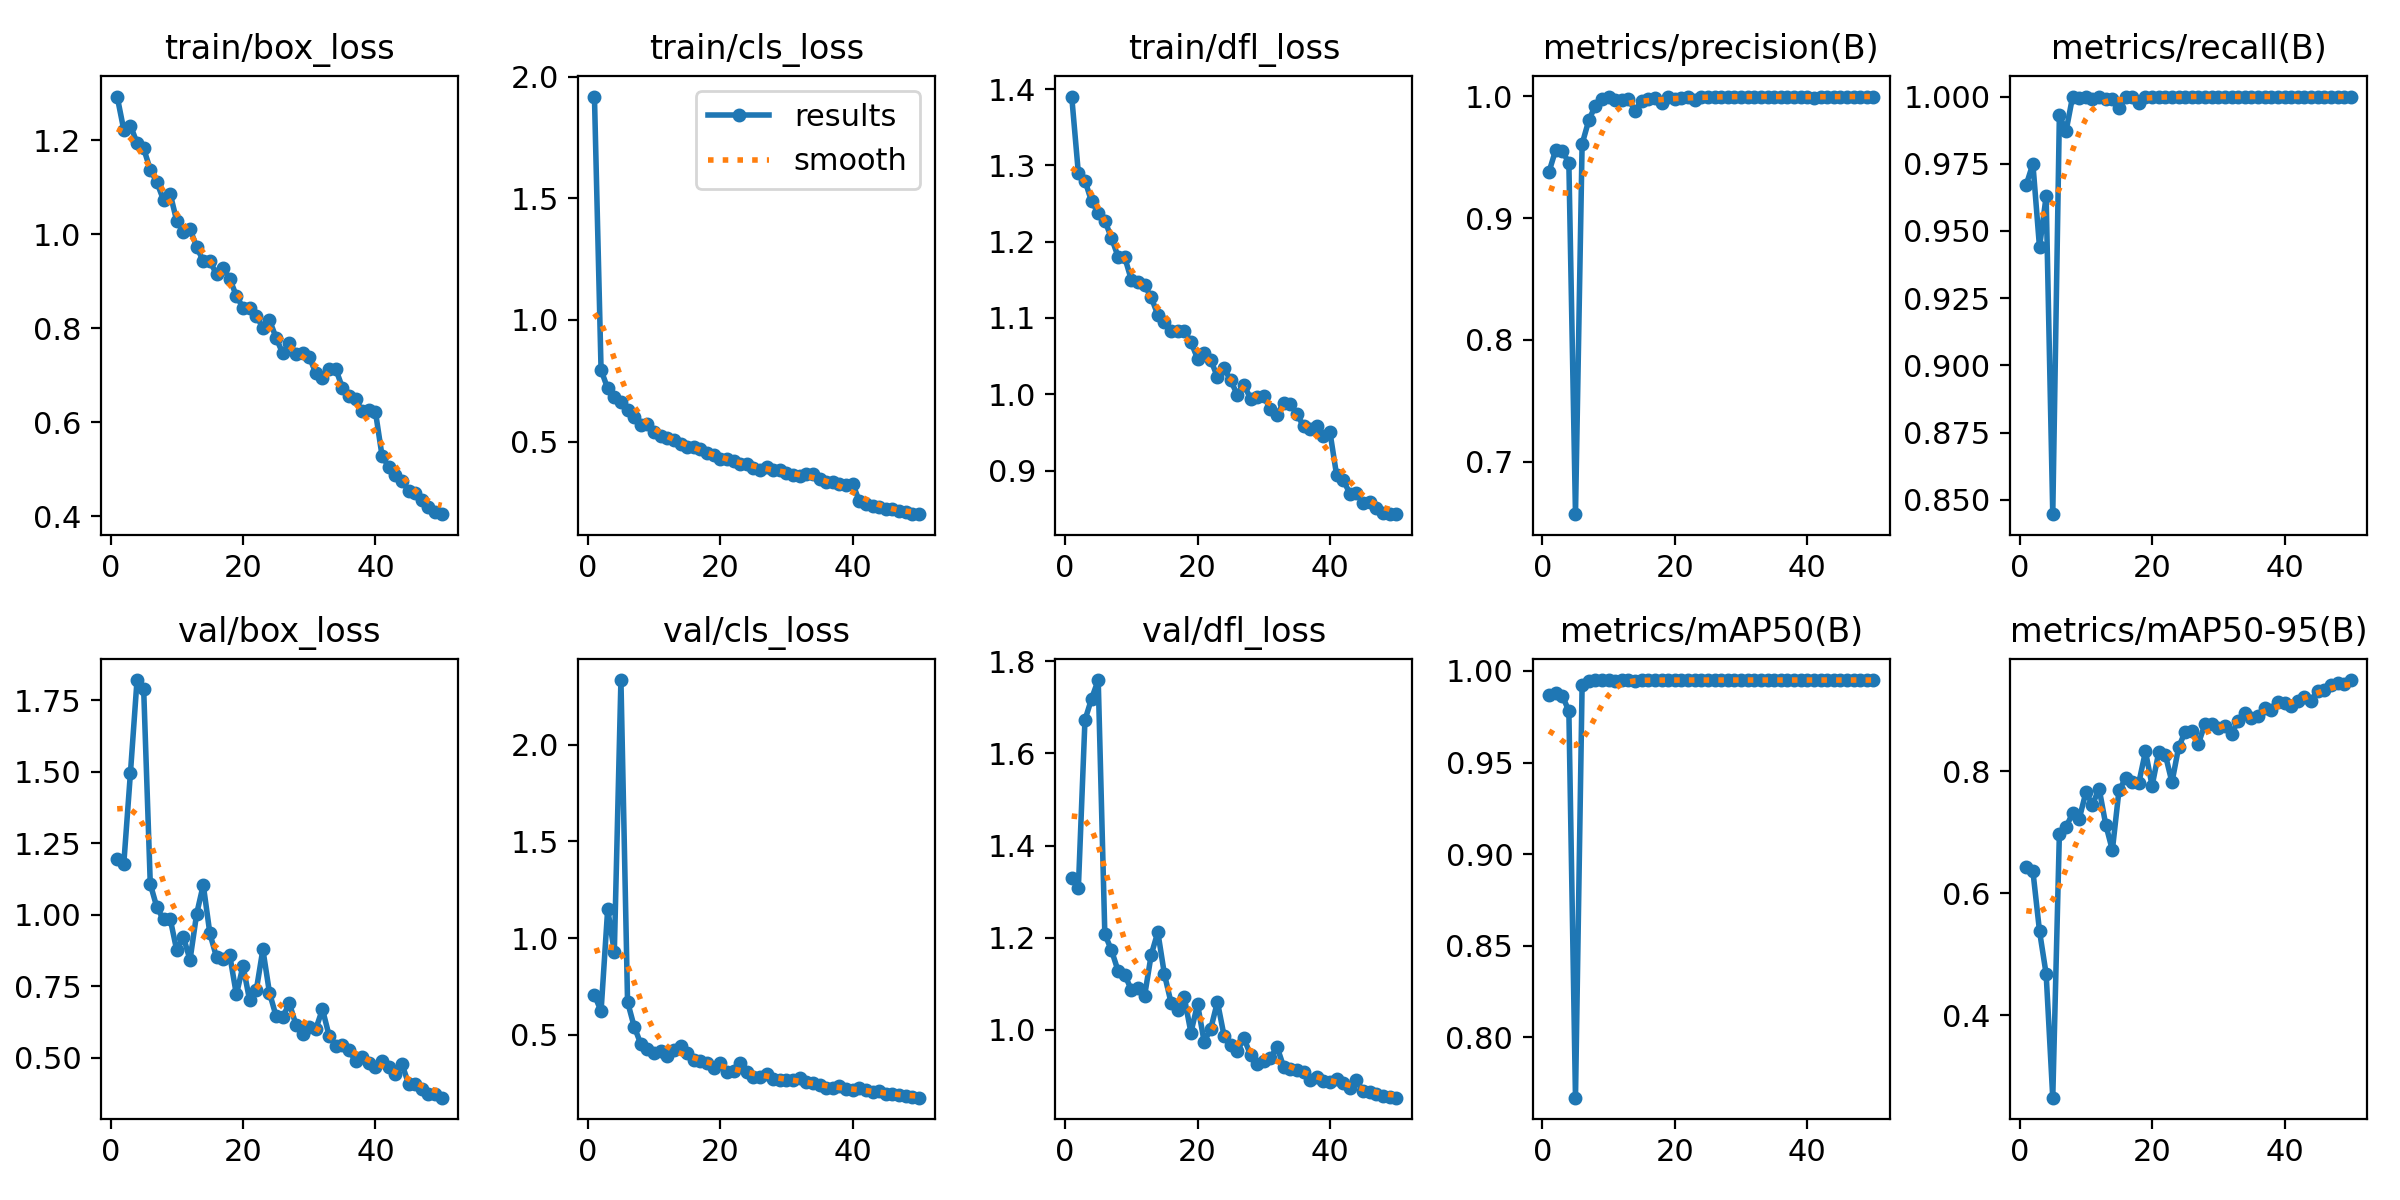 train/box_loss
1.2
1.0
0.8
0.6
0.4
0 20 40
train/cls_loss
results
smooth
2.0
1.5
1.0
0.5
0 20 40
train/dfl_loss
1.4
1.3
1.2
1.1
1.0
0.9
0 20 40
metrics/precision(B)
1.0
0.9
0.8
0.7
0 20 40
metrics/recall(B)
1.000
0.975
0.950
0.925
0.900
0.875
0.850
0 20 40
val/box_loss
1.75
1.50
1.25
1.00
0.75
0.50
0 20 40
val/cls_loss
2.0
1.5
1.0
0.5
0 20 40
val/dfl_loss
1.8
1.6
1.4
1.2
1.0
0 20 40
metrics/mAP50(B)
1.00
0.95
0.90
0.85
0.80
0 20 40
metrics/mAP50-95(B)
0.8
0.6
0.4
0 20 40